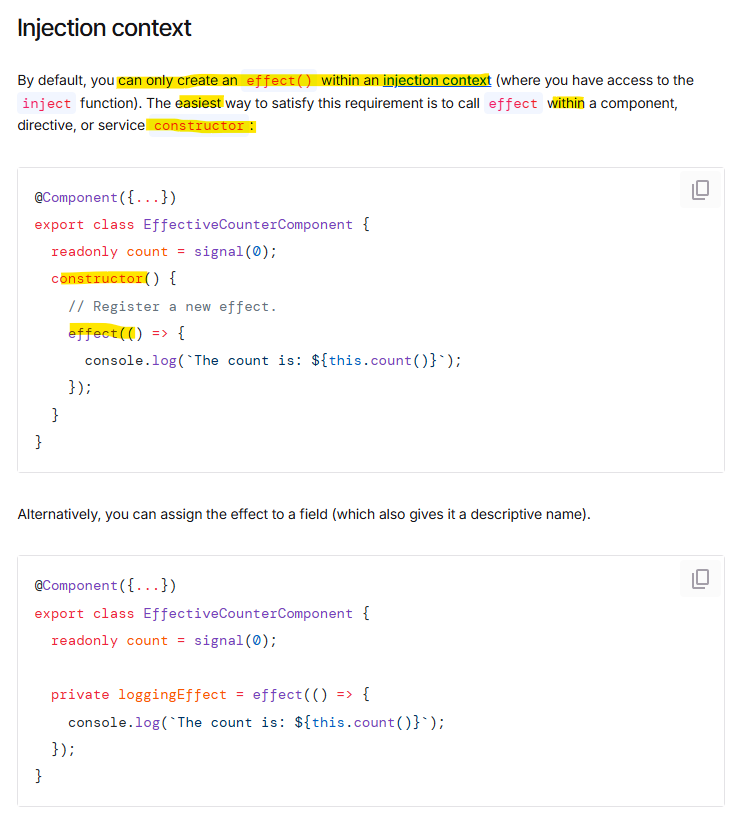 Injection context
By default, you can only create an effect() within an injection context (where you have access to the
inject function). The easiest way to satisfy this requirement is to call effect within a component,
directive, or service constructor:
@Component({...})
export class EffectiveCounterComponent {
  readonly count = signal(0);
  constructor() {
    // Register a new effect.
    effect(() => {
      console.log(`The count is: ${this.count()}`);
    });
  }
}
Alternatively, you can assign the effect to a field (which also gives it a descriptive name).
@Component({...})
export class EffectiveCounterComponent {
  readonly count = signal(0);
  private loggingEffect = effect(() => {
    console.log(`The count is: ${this.count()}`);
  });
}